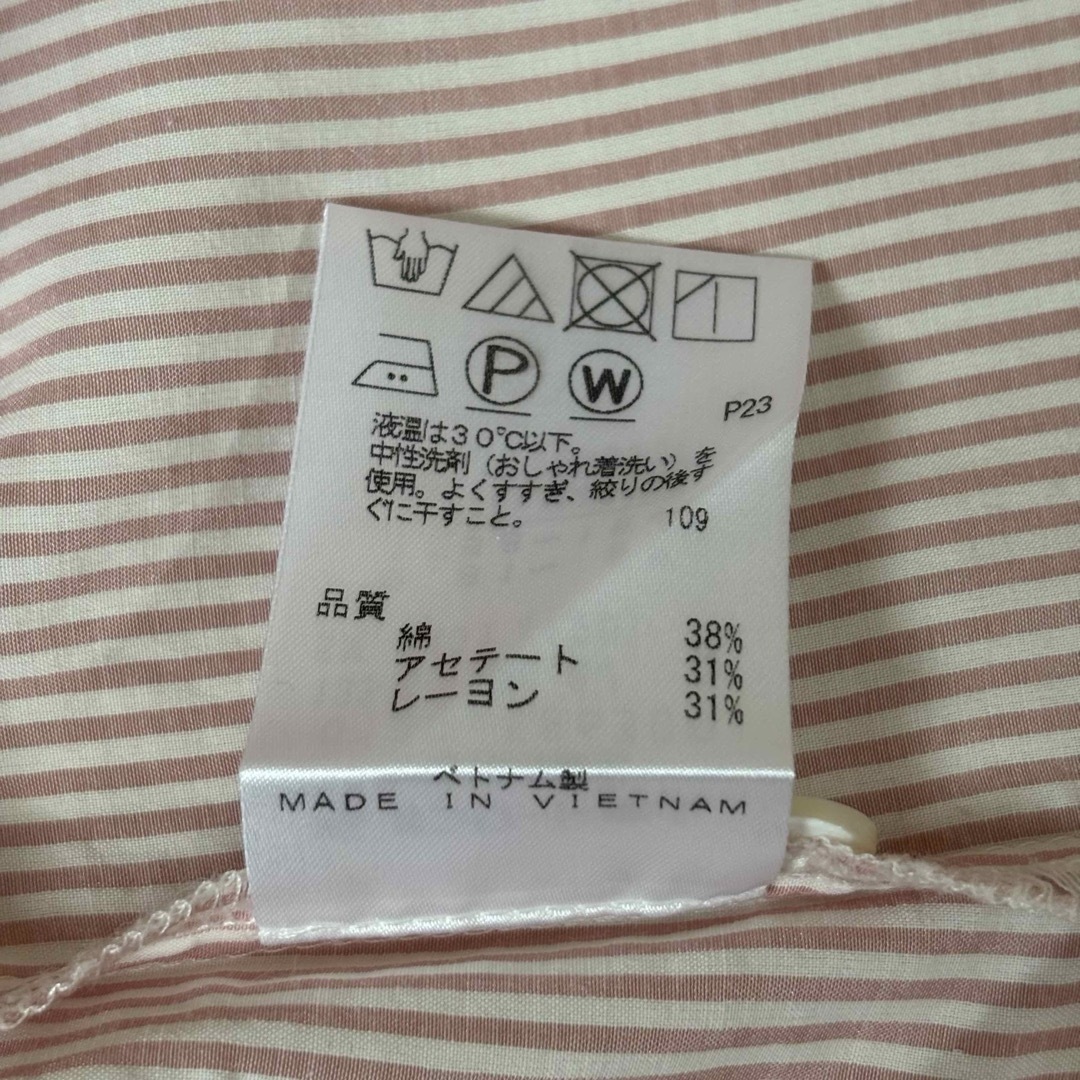 P W
P23
液温は30℃以下。
中性洗剤(おしゃれ着洗い)を
使用。よくすすぎ、絞りの後す
ぐに干すこと。 109
品質
綿 38%
アセテート 31%
レーヨン 31%
ベトナム製
MADE IN VIETNAM